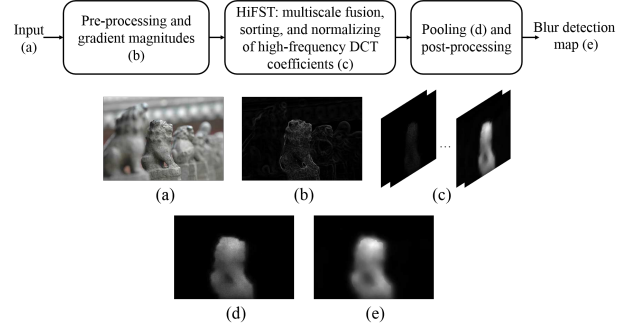 Input
(a)
Pre-processing and
gradient magnitudes
(b)
HiFST: multiscale fusion,
sorting, and normalizing
of high-frequency DCT
coefficients (c)
Pooling (d) and
post-processing
Blur detection
map (e)
...
(a)
(b)
(c)
(d)
(e)